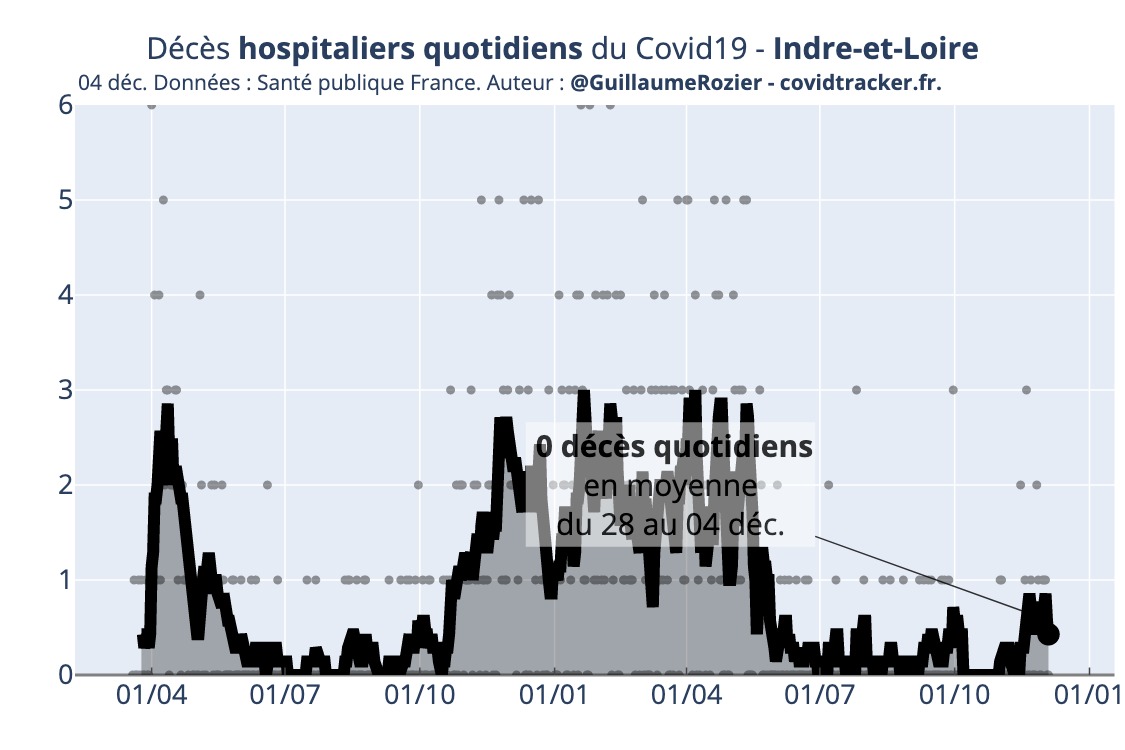 Décès hospitaliers quotidiens du Covid19 - Indre-et-Loire
04 déc. Données : Santé publique France. Auteur : @GuillaumeRozier - covidtracker.fr.
6
5
4
3
2
1
0
0 décès quotidiens
en moyenne
du 28 au 04 déc.
01/04 01/07 01/10 01/01 01/04 01/07 01/10 01/01